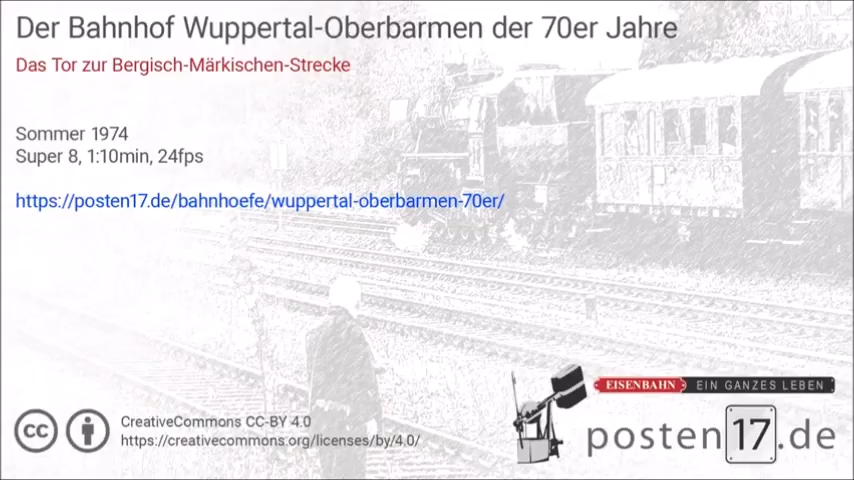 Der Bahnhof Wuppertal-Oberbarmen der 70er Jahre
Das Tor zur Bergisch-Märkischen-Strecke
Sommer 1974
Super 8, 1:10min, 24fps
https://posten17.de/bahnhoefe/wuppertal-oberbarmen-70er/
EISENBAHN EIN GANZES LEBEN
posten17.de
cc
CreativeCommons CC-BY 4.0
https://creativecommons.org/licenses/by/4.0/